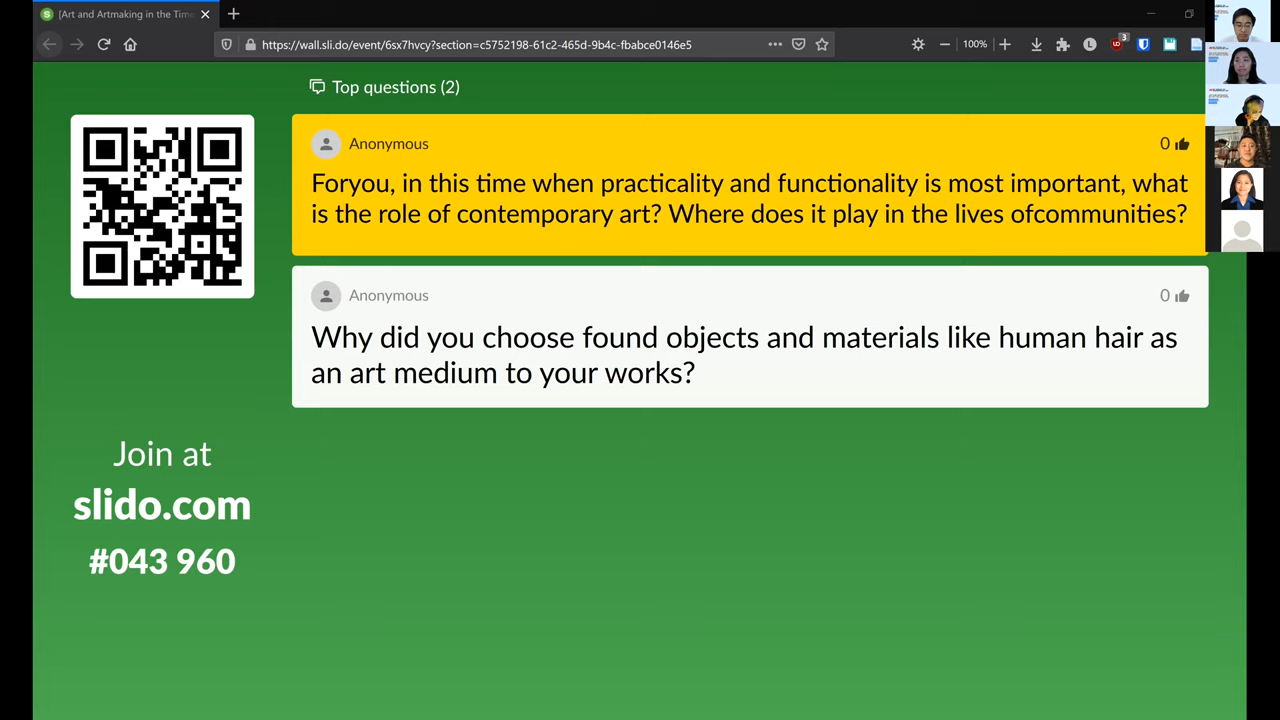 [Art and Artmaking in the Time
https://wall.sli.do/event/6sx7hvcy?section=c5752198-61c2-465d-9b4c-fbabce0146e5
100%
3
Top questions (2)
Anonymous
0
Foryou, in this time when practicality and functionality is most important, what
is the role of contemporary art? Where does it play in the lives ofcommunities?
Anonymous
0
Why did you choose found objects and materials like human hair as
an art medium to your works?
Join at
slido.com
#043 960